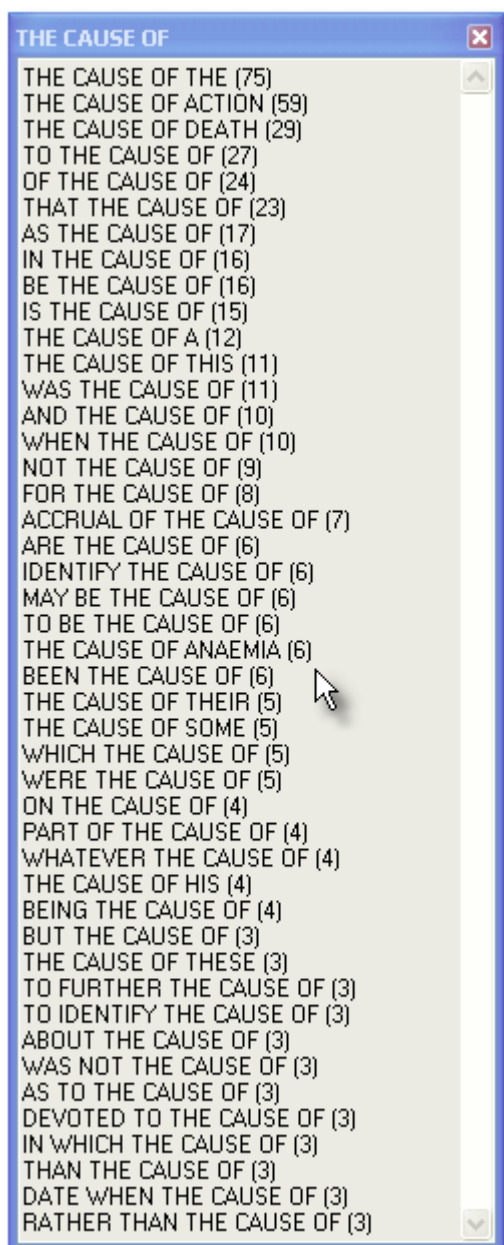 THE CAUSE OF
THE CAUSE OF THE (75)
THE CAUSE OF ACTION (59)
THE CAUSE OF DEATH (29)
TO THE CAUSE OF (27)
OF THE CAUSE OF (24)
THAT THE CAUSE OF (23)
AS THE CAUSE OF (17)
IN THE CAUSE OF (16)
BE THE CAUSE OF (16)
IS THE CAUSE OF (15)
THE CAUSE OF A (12)
THE CAUSE OF THIS (11)
WAS THE CAUSE OF (11)
AND THE CAUSE OF (10)
WHEN THE CAUSE OF (10)
NOT THE CAUSE OF (9)
FOR THE CAUSE OF (8)
ACCRUAL OF THE CAUSE OF (7)
ARE THE CAUSE OF (6)
IDENTIFY THE CAUSE OF (6)
MAY BE THE CAUSE OF (6)
TO BE THE CAUSE OF (6)
THE CAUSE OF ANAEMIA (6)
BEEN THE CAUSE OF (6)
THE CAUSE OF THEIR (5)
THE CAUSE OF SOME (5)
WHICH THE CAUSE OF (5)
WERE THE CAUSE OF (5)
ON THE CAUSE OF (4)
PART OF THE CAUSE OF (4)
WHATEVER THE CAUSE OF (4)
THE CAUSE OF HIS (4)
BEING THE CAUSE OF (4)
BUT THE CAUSE OF (3)
THE CAUSE OF THESE (3)
TO FURTHER THE CAUSE OF (3)
TO IDENTIFY THE CAUSE OF (3)
ABOUT THE CAUSE OF (3)
WAS NOT THE CAUSE OF (3)
AS TO THE CAUSE OF (3)
DEVOTED TO THE CAUSE OF (3)
IN WHICH THE CAUSE OF (3)
THAN THE CAUSE OF (3)
DATE WHEN THE CAUSE OF (3)
RATHER THAN THE CAUSE OF (3)